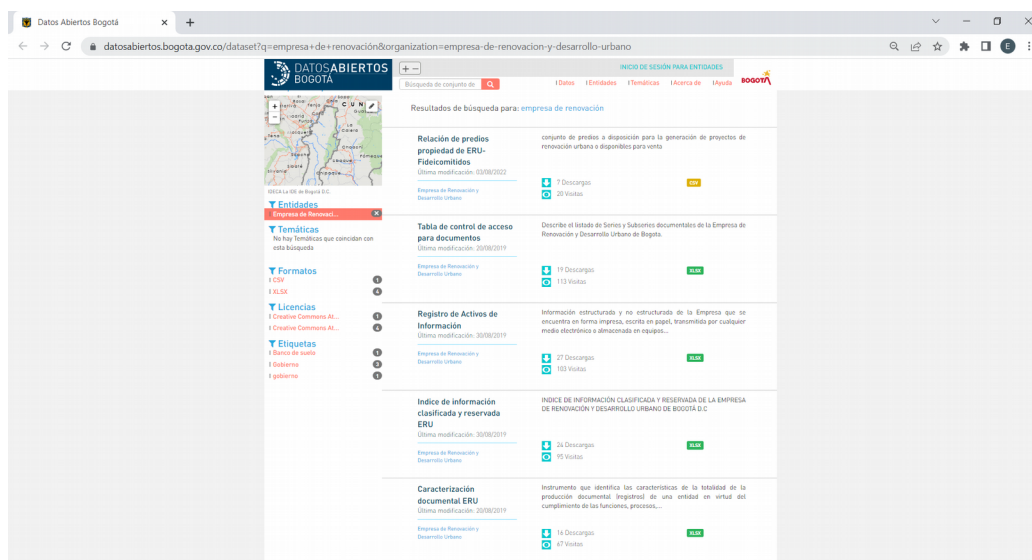 Datos Abiertos Bogotá
datosabiertos.bogota.gov.co/dataset?q=empresa+de+renovación&organization=empresa-de-renovacion-y-desarrollo-urbano
E
DATOSABIERTOS
BOGOTÁ
INICIO DE SESIÓN PARA ENTIDADES
Búsqueda de conjunto de
Datos
Entidades
Temáticas
Acerca de
Ayuda
BOGOTÁ
IDECA La IDE de Bogotá D.C.
Entidades
Empresa de Renovaci...
Temáticas
No hay Temáticas que coincidan con
esta búsqueda
Formatos
CSV 1
XLSX 4
Licencias
Creative Commons At... 1
Creative Commons At... 4
Etiquetas
Banco de suelo 1
Gobierno 3
gobierno 1
Resultados de búsqueda para: empresa de renovación
Relación de predios
propiedad de ERU-
Fideicomitidos
Última modificación: 03/08/2022
Empresa de Renovación y
Desarrollo Urbano
conjunto de predios a disposición para la generación de proyectos de
renovación urbana o disponibles para venta
7 Descargas
20 Visitas
CSV
Tabla de control de acceso
para documentos
Última modificación: 20/08/2019
Empresa de Renovación y
Desarrollo Urbano
Describe el listado de Series y Subseries documentales de la Empresa de
Renovación y Desarrollo Urbano de Bogota.
19 Descargas
113 Visitas
XLSX
Registro de Activos de
Información
Última modificación: 30/08/2019
Empresa de Renovación y
Desarrollo Urbano
Información estructurada y no estructurada de la Empresa que se
encuentra en forma impresa, escrita en papel, transmitida por cualquier
medio electrónico o almacenada en equipos...
27 Descargas
103 Visitas
XLSX
Indice de información
clasificada y reservada
ERU
Última modificación: 30/08/2019
Empresa de Renovación y
Desarrollo Urbano
INDICE DE INFORMACIÓN CLASIFICADA Y RESERVADA DE LA EMPRESA
DE RENOVACIÓN Y DESARROLLO URBANO DE BOGOTÁ D.C
24 Descargas
95 Visitas
XLSX
Caracterización
documental ERU
Última modificación: 20/08/2019
Empresa de Renovación y
Desarrollo Urbano
Instrumento que identifica las características de la totalidad de la
producción documental (registros) de una entidad en virtud del
cumplimiento de las funciones, procesos,...
16 Descargas
67 Visitas
XLSX